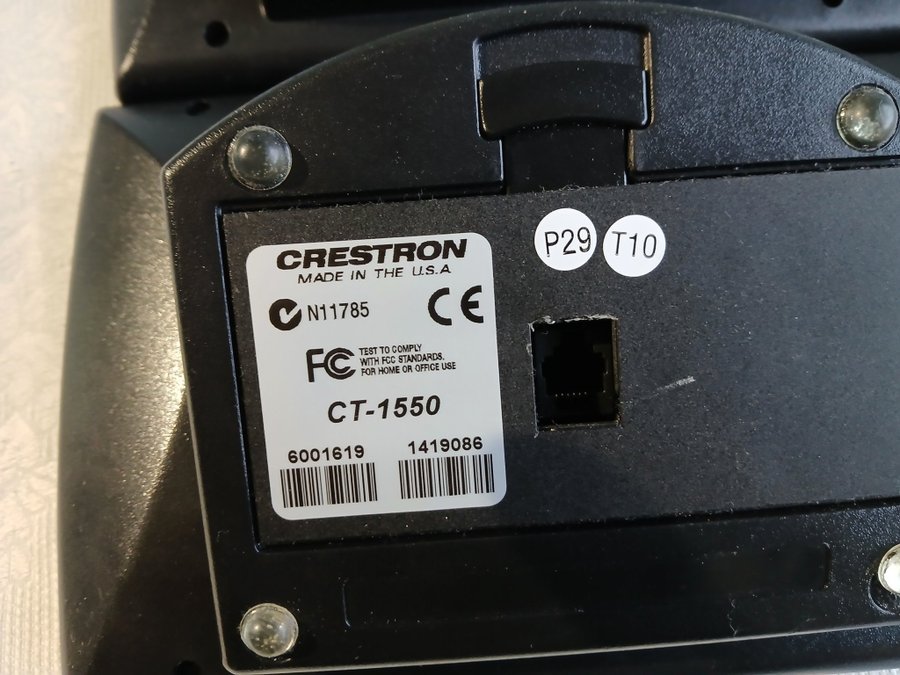 CRESTRON
MADE IN THE U.S.A
N11785
CE
FC
TEST TO COMPLY
WITH FCC STANDARDS.
FOR HOME OR OFFICE USE
CT-1550
6001619 1419086
P29 T10